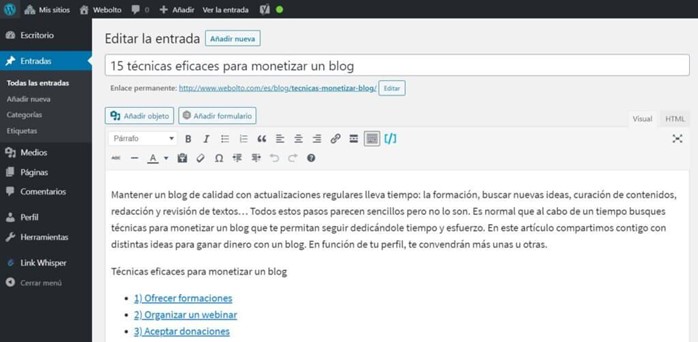 Mis sitios Webolto 0 Añadir Ver la entrada
Escritorio
Entradas
Todas las entradas
Añadir nueva
Categorías
Etiquetas
Medios
Páginas
Comentarios
Perfil
Herramientas
Link Whisper
Cerrar menú
Editar la entrada Añadir nueva
15 técnicas eficaces para monetizar un blog
Enlace permanente: http://www.webolto.com/es/blog/tecnicas-monetizar-blog/ Editar
Añadir objeto Añadir formulario
Visual HTML
Párrafo B I
ABC A Ω
Mantener un blog de calidad con actualizaciones regulares lleva tiempo: la formación, buscar nuevas ideas, curación de contenidos,
redacción y revisión de textos… Todos estos pasos parecen sencillos pero no lo son. Es normal que al cabo de un tiempo busques
técnicas para monetizar un blog que te permitan seguir dedicándole tiempo y esfuerzo. En este artículo compartimos contigo con
distintas ideas para ganar dinero con un blog. En función de tu perfil, te convendrán más unas u otras.
Técnicas eficaces para monetizar un blog
1) Ofrecer formaciones
2) Organizar un webinar
3) Aceptar donaciones